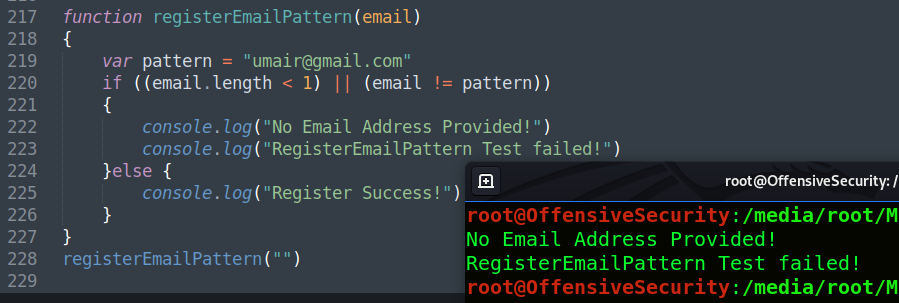 217 function registerEmailPattern(email)
218 {
219 var pattern = "umair@gmail.com"
220 if ((email.length < 1) || (email != pattern))
221 {
222 console.log("No Email Address Provided!")
223 console.log("RegisterEmailPattern Test failed!")
224 }else {
225 console.log("Register Success!")
226 }
227 }
228 registerEmailPattern("")
229
root@OffensiveSecurity: /
root@OffensiveSecurity:/media/root/M
No Email Address Provided!
RegisterEmailPattern Test failed!
root@OffensiveSecurity:/media/root/M